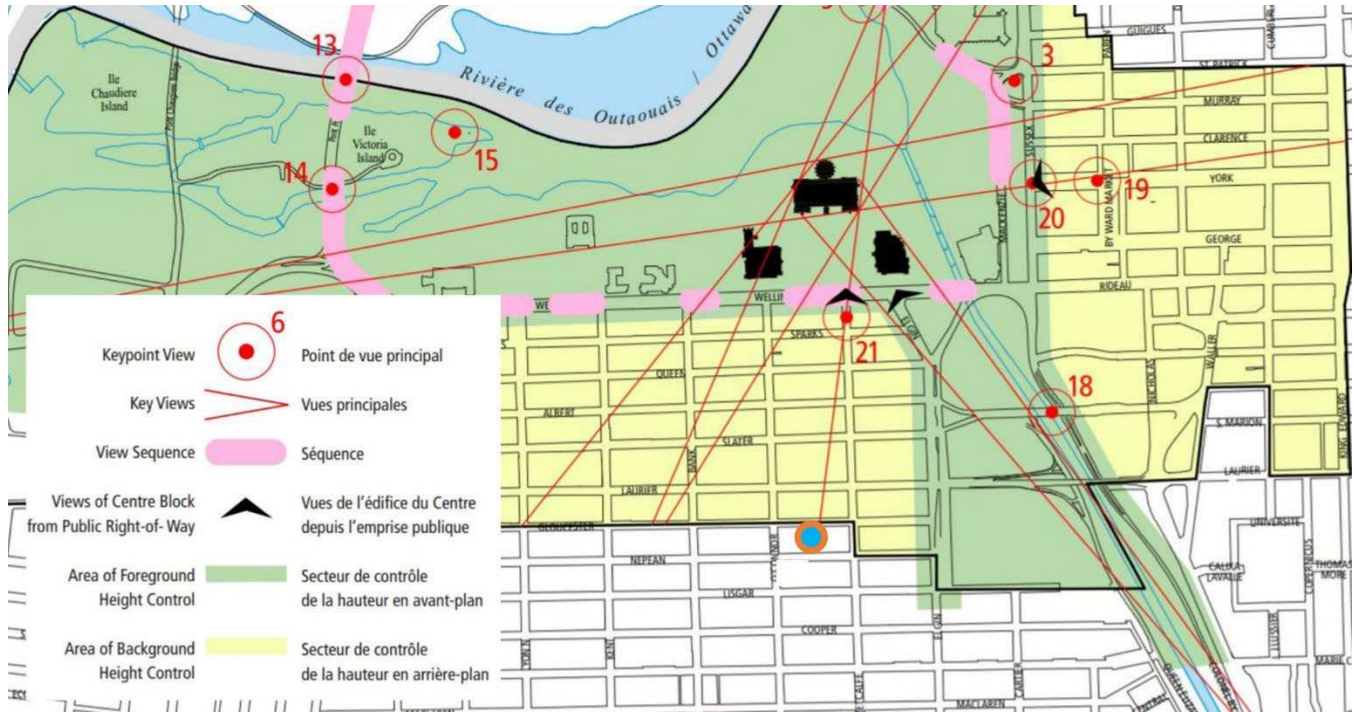 13
Ile
Chaudiere
Island
Ile
Victoria
Island
14
15
Rivière des Outaouais
Ottawa
3
GUIGUES
ST PATRICK
MURRAY
CLARENCE
YORK
GEORGE
RIDEAU
SUSSEX
MACKENZIE
BY WARD MARKET
20
19
WE
WELLIN
ELGIN
SPARKS
21
QUEEN
ALBERT
SLATER
BANK
LAURIER
GLOUCESTER
NEPEAN
LISGAR
COOPER
MACLAREN
18
NICHOLAS
WALLER
S. MARION
KING EDWARD
LAURIER
UNIVERSITE
CALIXA
LAVALLE
COPERNICUS
THOMAS
MORE
KENT
LYON N
ELGIN
CARTIER
6
Keypoint View
Point de vue principal
Key Views
Vues principales
View Sequence
Séquence
Views of Centre Block
from Public Right-of- Way
Vues de l'édifice du Centre
depuis l'emprise publique
Area of Foreground
Height Control
Secteur de contrôle
de la hauteur en avant-plan
Area of Background
Height Control
Secteur de contrôle
de la hauteur en arrière-plan